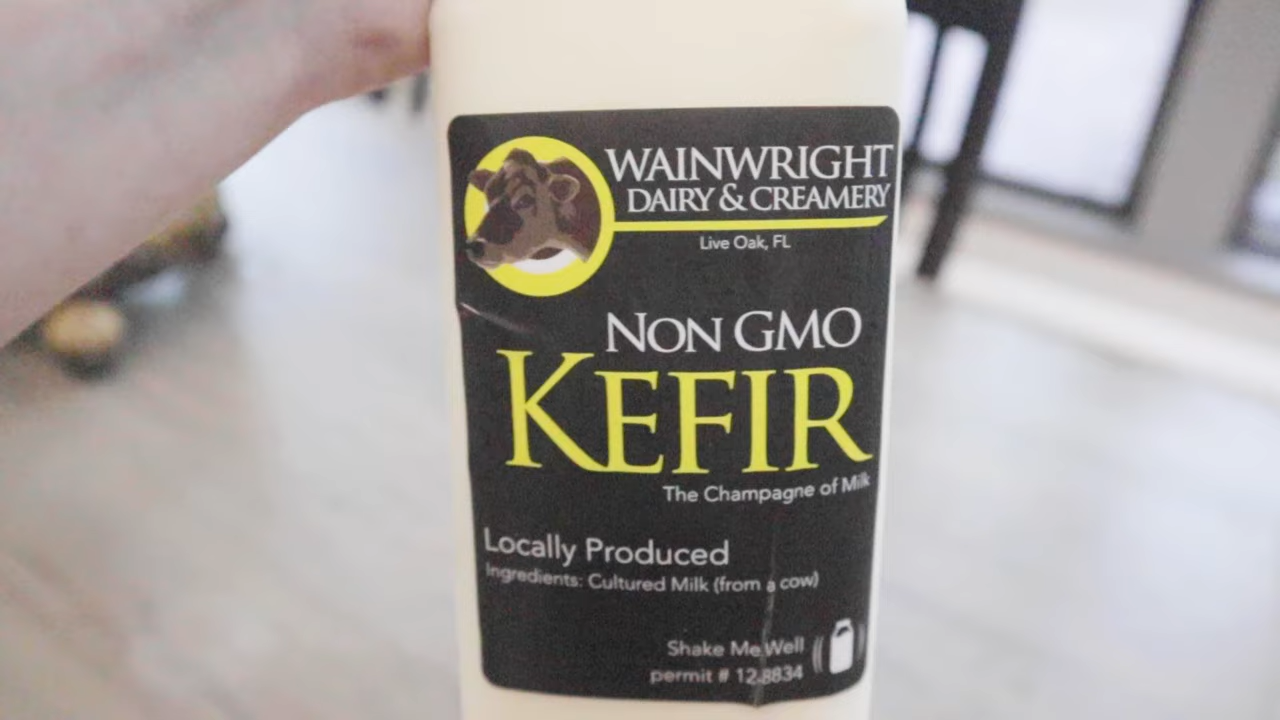 WAINWRIGHT
DAIRY & CREAMERY
Live Oak, FL
NON GMO
KEFIR
The Champagne of Milk
Locally Produced
Ingredients: Cultured Milk (from a cow)
Shake Me Well
permit # 12-8834